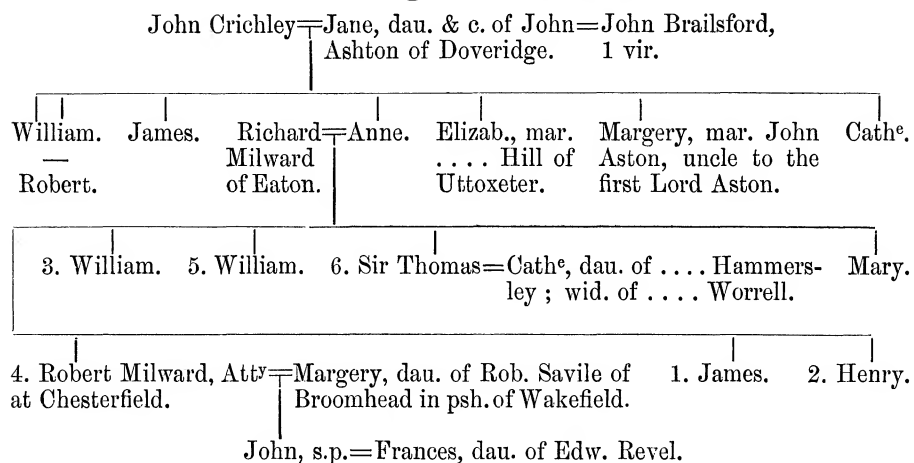 John Crichley=Jane, dau. & c. of John=John Brailsford,
Ashton of Doveridge. 1 vir.
William. James. Richard=Anne. Elizab., mar. Margery, mar. John Cathe.
— Milward .... Hill of Aston, uncle to the
Robert. of Eaton. Uttoxeter. first Lord Aston.
3. William. 5. William. 6. Sir Thomas=Cathe, dau. of .... Hammers- Mary.
ley ; wid. of .... Worrell.
4. Robert Milward, Atty=Margery, dau. of Rob. Savile of 1. James. 2. Henry.
at Chesterfield. Broomhead in psh. of Wakefield.
John, s.p.=Frances, dau. of Edw. Revel.